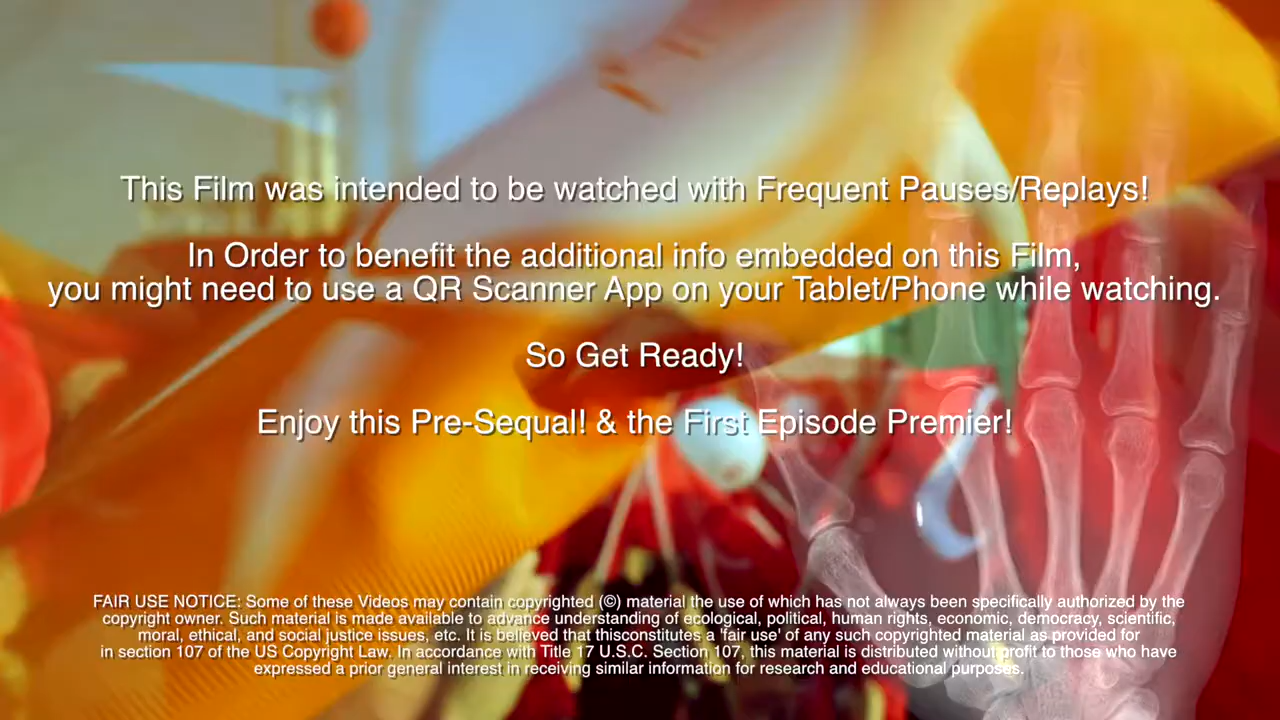 This Film was intended to be watched with Frequent Pauses/Replays!
In Order to benefit the additional info embedded on this Film,
you might need to use a QR Scanner App on your Tablet/Phone while watching.
So Get Ready!
Enjoy this Pre-Sequal! & the First Episode Premier!
FAIR USE NOTICE: Some of these Videos may contain copyrighted (©) material the use of which has not always been specifically authorized by the
copyright owner. Such material is made available to advance understanding of ecological, political, human rights, economic, democracy, scientific,
moral, ethical, and social justice issues, etc. It is believed that thisconstitutes a 'fair use' of any such copyrighted material as provided for
in section 107 of the US Copyright Law. In accordance with Title 17 U.S.C. Section 107, this material is distributed without profit to those who have
expressed a prior general interest in receiving similar information for research and educational purposes.